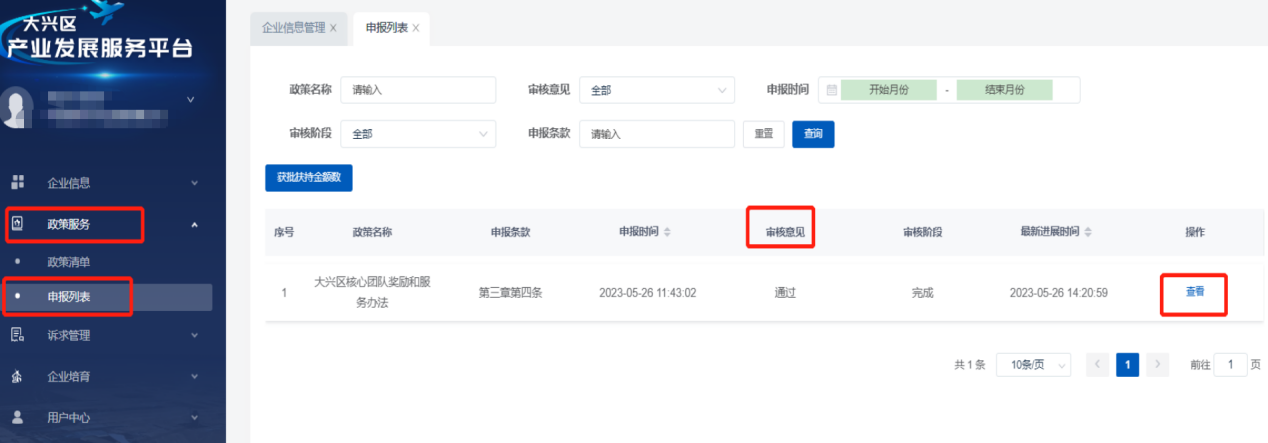 大兴区
产业发展服务平台
企业信息
政策服务
政策清单
申报列表
诉求管理
企业培育
用户中心
企业信息管理 x 申报列表 x
政策名称 请输入 审核意见 全部 申报时间 开始月份 - 结束月份
审核阶段 全部 申报条款 请输入 重置 查询
获批扶持金额数
序号 政策名称 申报条款 申报时间 审核意见 审核阶段 最新进展时间 操作
1 大兴区核心团队奖励和服 第三章第四条 2023-05-26 11:43:02 通过 完成 2023-05-26 14:20:59 查看
务办法
共1条 10条/页 < 1 > 前往 1 页